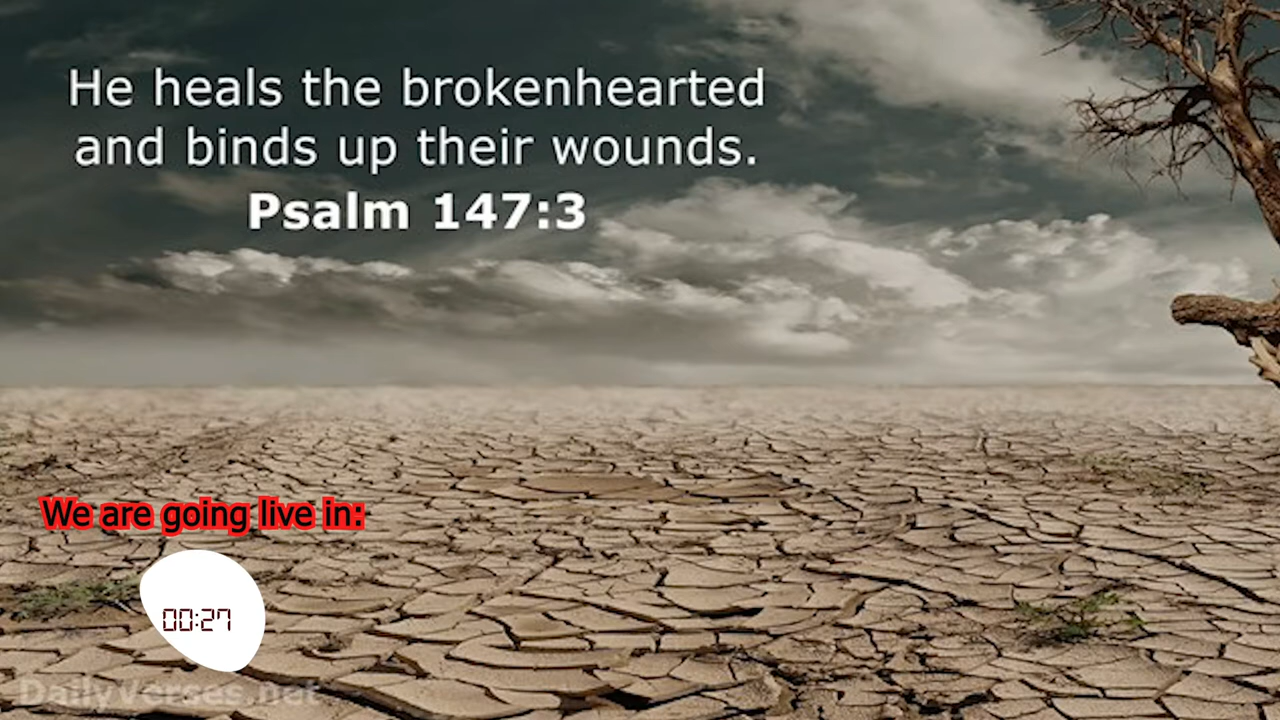 He heals the brokenhearted
and binds up their wounds.
Psalm 147:3
We are going live in:
00:27
DailyVerses.net